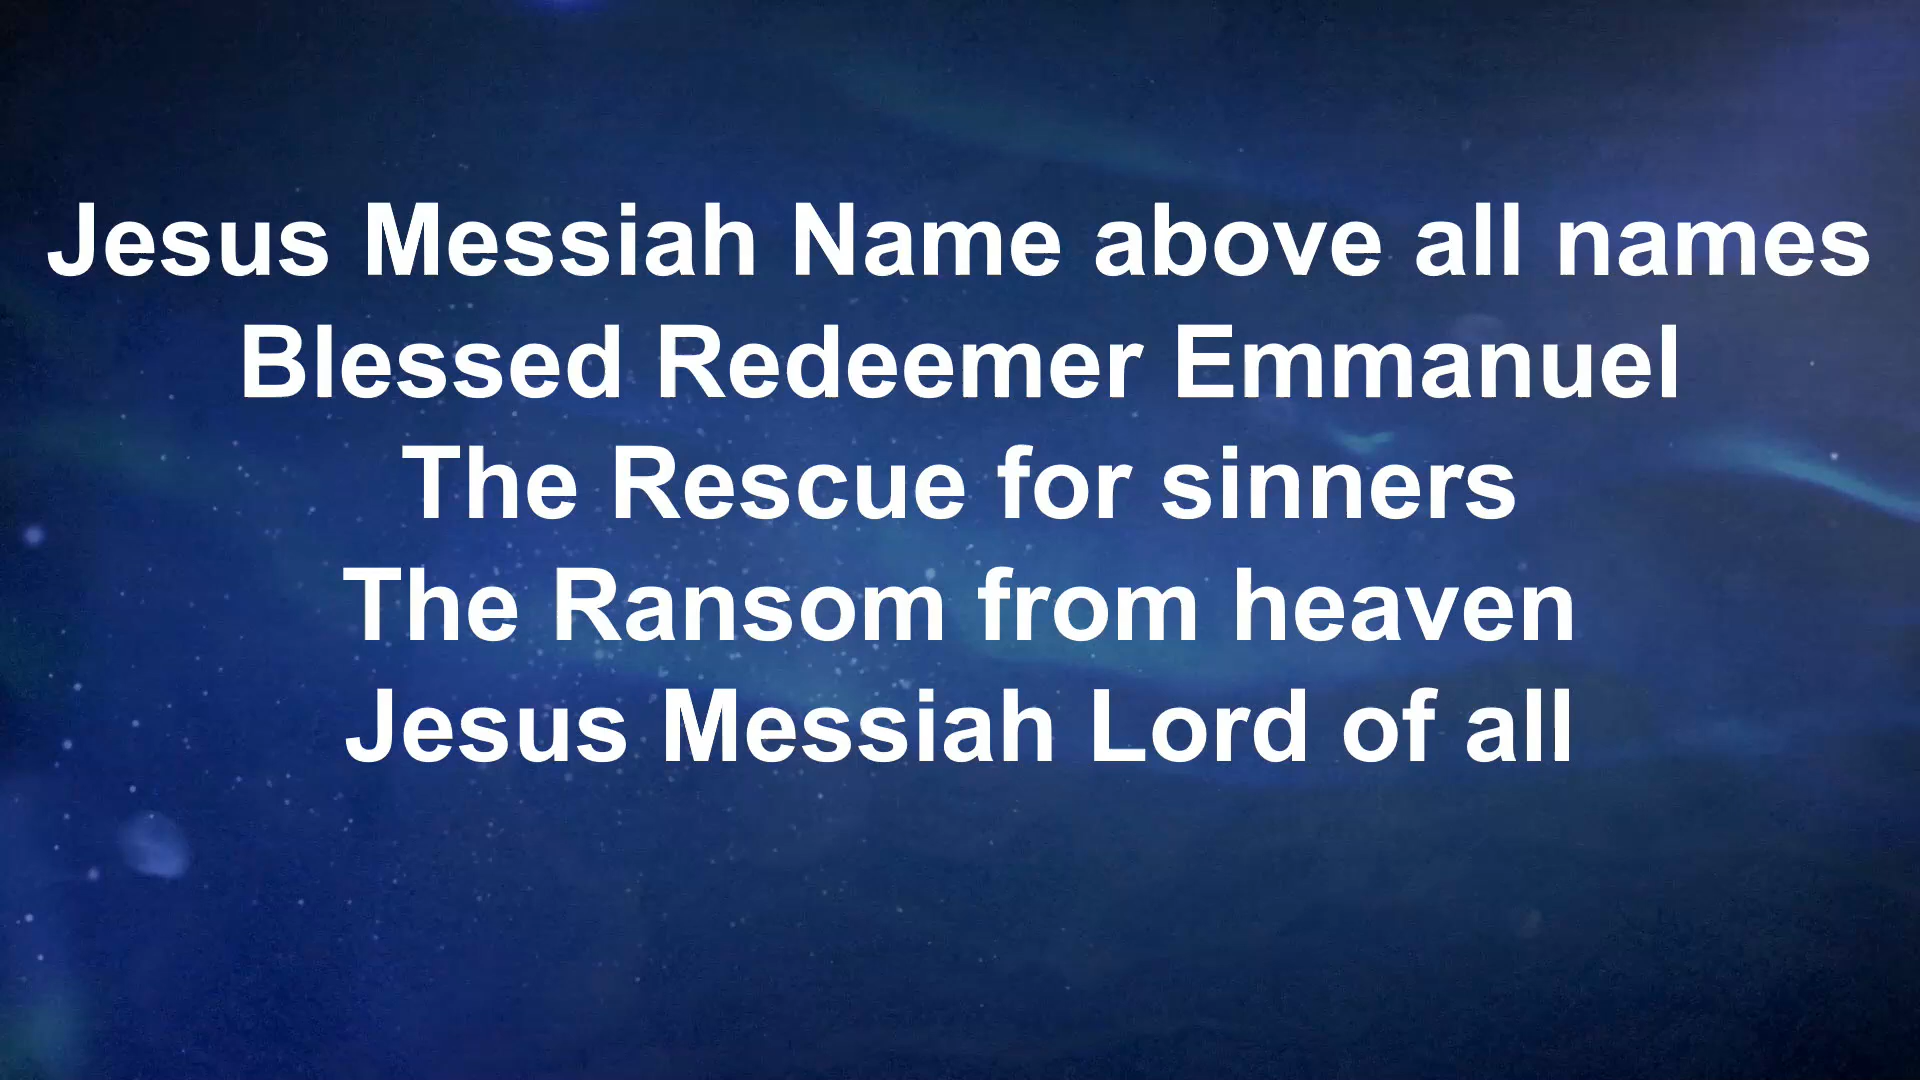 Jesus Messiah Name above all names
Blessed Redeemer Emmanuel
The Rescue for sinners
The Ransom from heaven
Jesus Messiah Lord of all